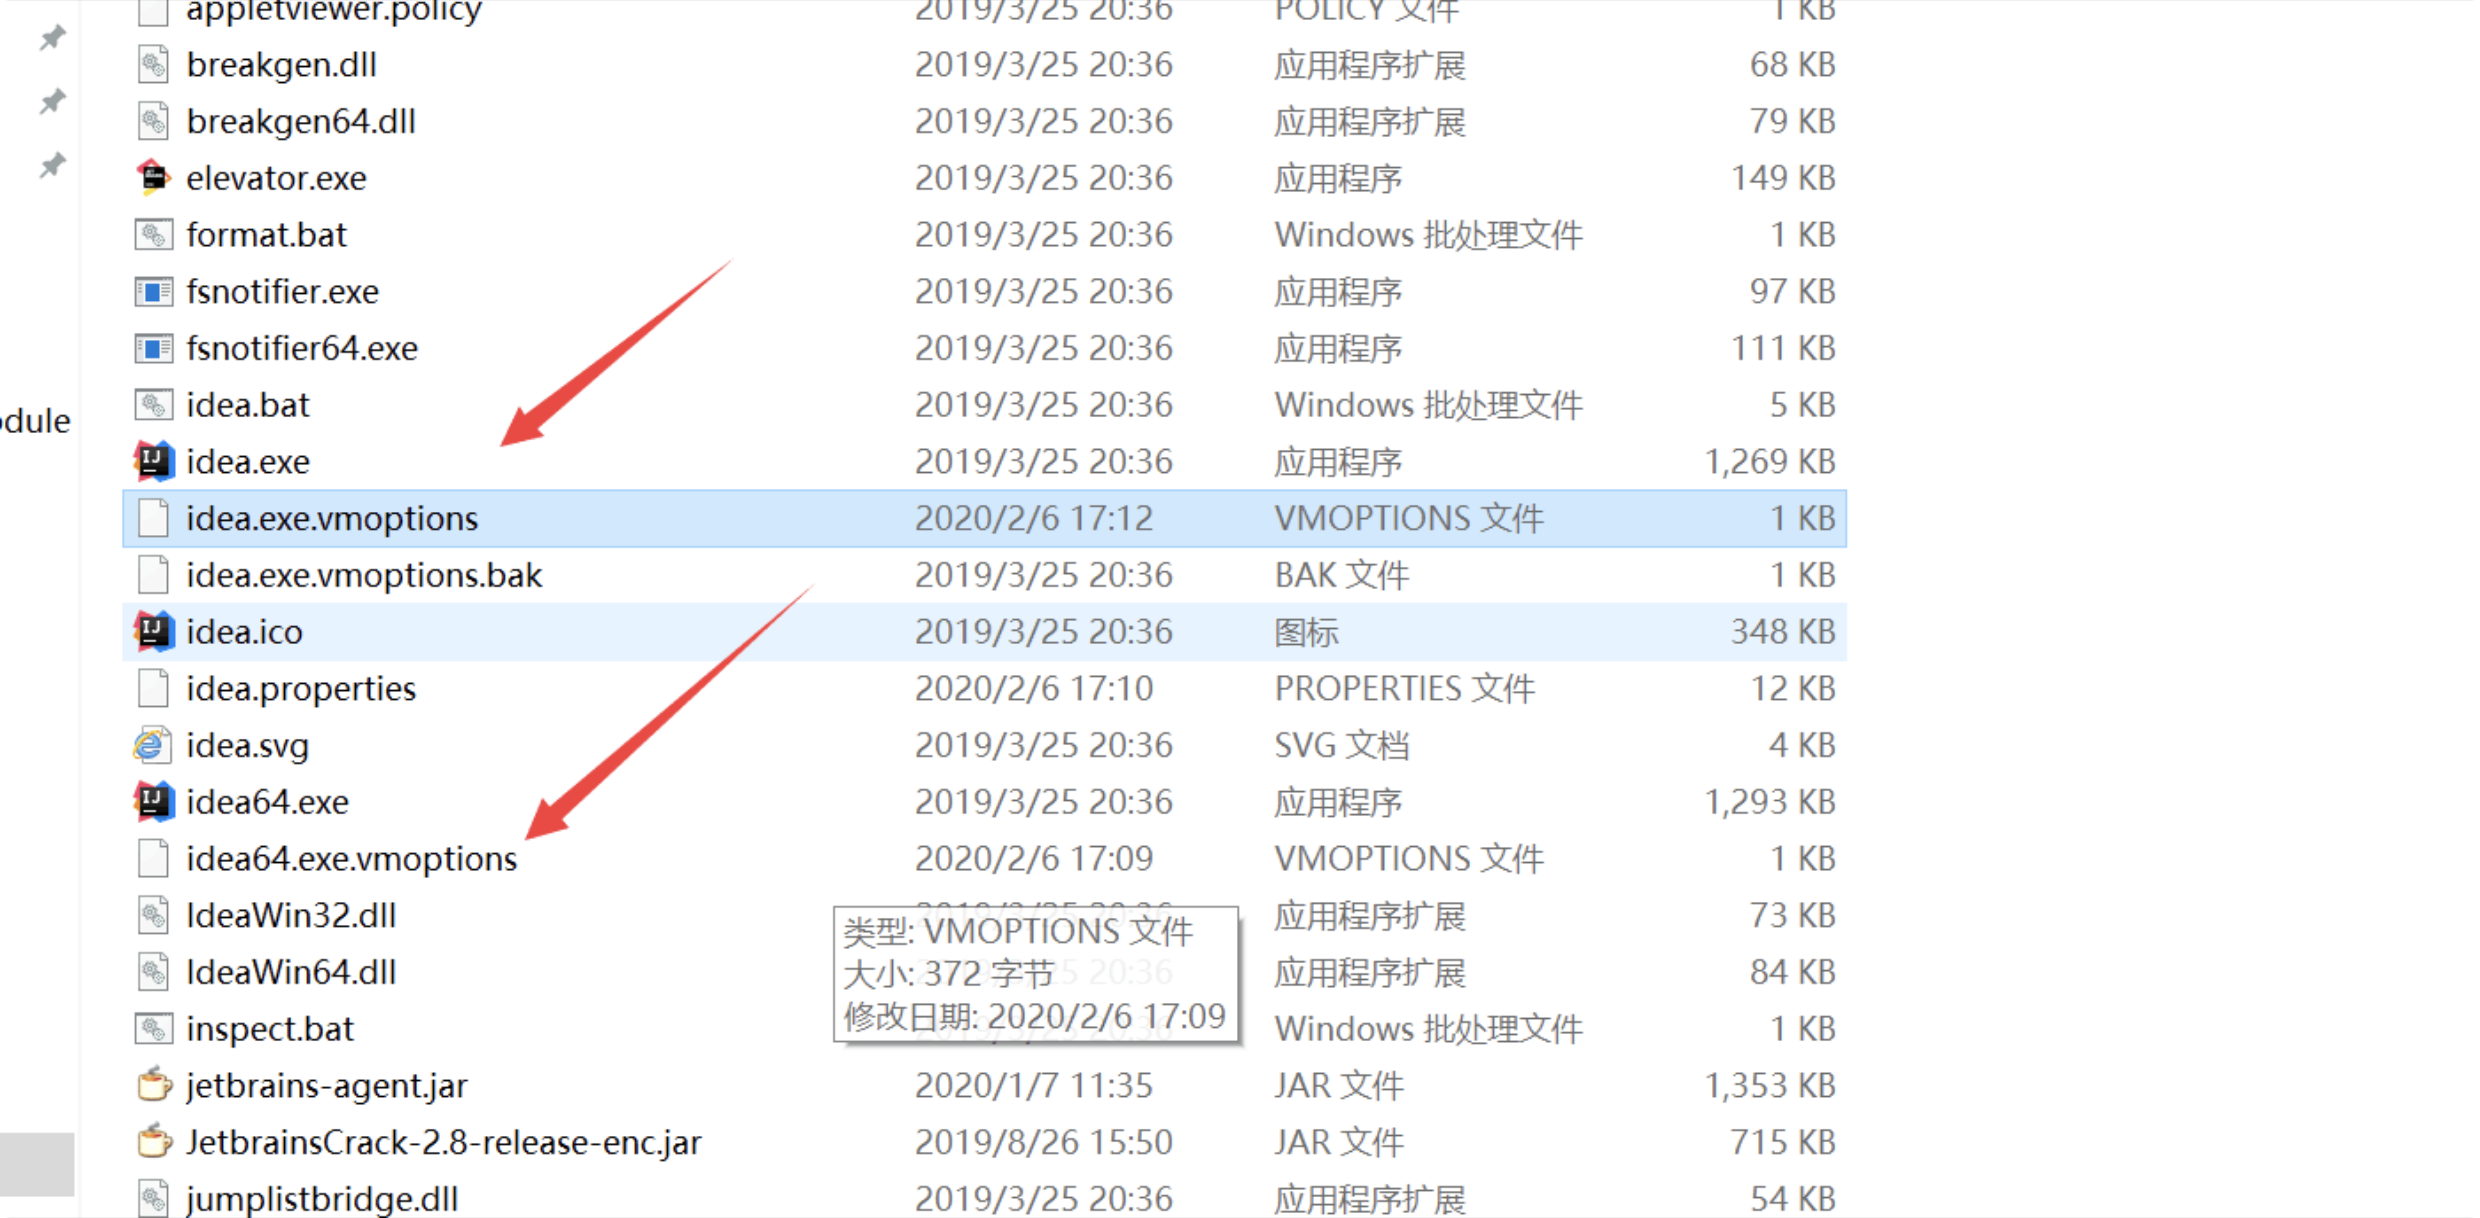 appletviewer.policy 2019/3/25 20:36 POLICY 文件 1 KB
breakgen.dll 2019/3/25 20:36 应用程序扩展 68 KB
breakgen64.dll 2019/3/25 20:36 应用程序扩展 79 KB
elevator.exe 2019/3/25 20:36 应用程序 149 KB
format.bat 2019/3/25 20:36 Windows 批处理文件 1 KB
fsnotifier.exe 2019/3/25 20:36 应用程序 97 KB
fsnotifier64.exe 2019/3/25 20:36 应用程序 111 KB
idea.bat 2019/3/25 20:36 Windows 批处理文件 5 KB
odule
idea.exe 2019/3/25 20:36 应用程序 1,269 KB
idea.exe.vmoptions 2020/2/6 17:12 VMOPTIONS 文件 1 KB
idea.exe.vmoptions.bak 2019/3/25 20:36 BAK 文件 1 KB
idea.ico 2019/3/25 20:36 图标 348 KB
idea.properties 2020/2/6 17:10 PROPERTIES 文件 12 KB
idea.svg 2019/3/25 20:36 SVG 文档 4 KB
idea64.exe 2019/3/25 20:36 应用程序 1,293 KB
idea64.exe.vmoptions 2020/2/6 17:09 VMOPTIONS 文件 1 KB
IdeaWin32.dll 2019/3/25 20:36 应用程序扩展 73 KB
IdeaWin64.dll 2019/3/25 20:36 应用程序扩展 84 KB
inspect.bat 2019/3/25 20:36 Windows 批处理文件 1 KB
类型: VMOPTIONS 文件
大小: 372 字节
修改日期: 2020/2/6 17:09
jetbrains-agent.jar 2020/1/7 11:35 JAR 文件 1,353 KB
JetbrainsCrack-2.8-release-enc.jar 2019/8/26 15:50 JAR 文件 715 KB
jumplistbridge.dll 2019/3/25 20:36 应用程序扩展 54 KB